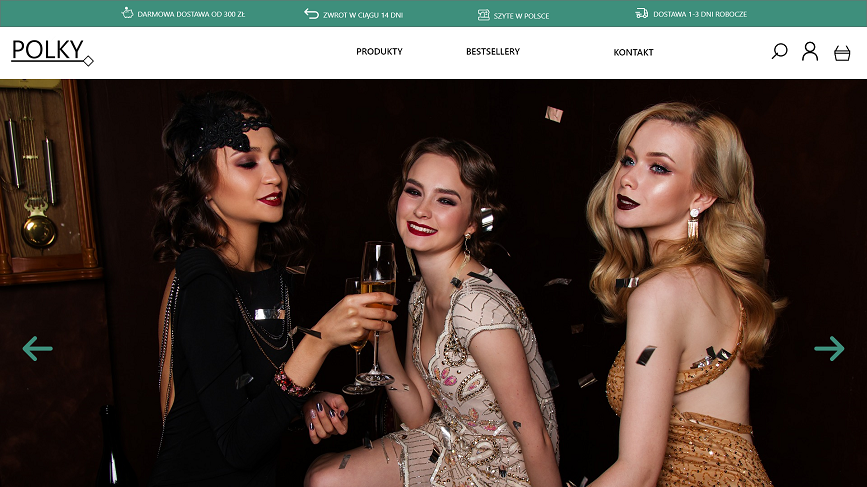 DARMOWA DOSTAWA OD 300 ZŁ
ZWROT W CIĄGU 14 DNI
SZYTE W POLSCE
DOSTAWA 1-3 DNI ROBOCZE
POLKY
PRODUKTY
BESTSELLERY
KONTAKT